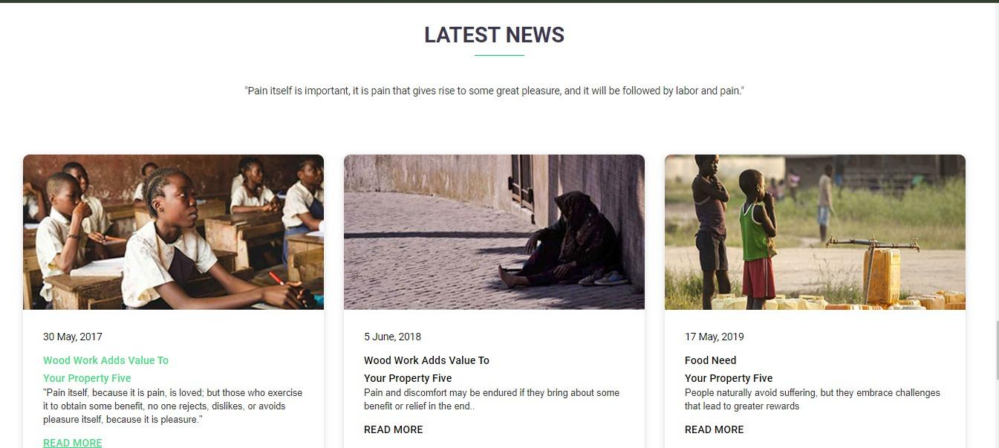 LATEST NEWS
"Pain itself is important, it is pain that gives rise to some great pleasure, and it will be followed by labor and pain."
30 May, 2017
Wood Work Adds Value To
Your Property Five
"Pain itself, because it is pain, is loved; but those who exercise
it to obtain some benefit, no one rejects, dislikes, or avoids
pleasure itself, because it is pleasure."
READ MORE
5 June, 2018
Wood Work Adds Value To
Your Property Five
Pain and discomfort may be endured if they bring about some
benefit or relief in the end..
READ MORE
17 May, 2019
Food Need
Your Property Five
People naturally avoid suffering, but they embrace challenges
that lead to greater rewards
READ MORE